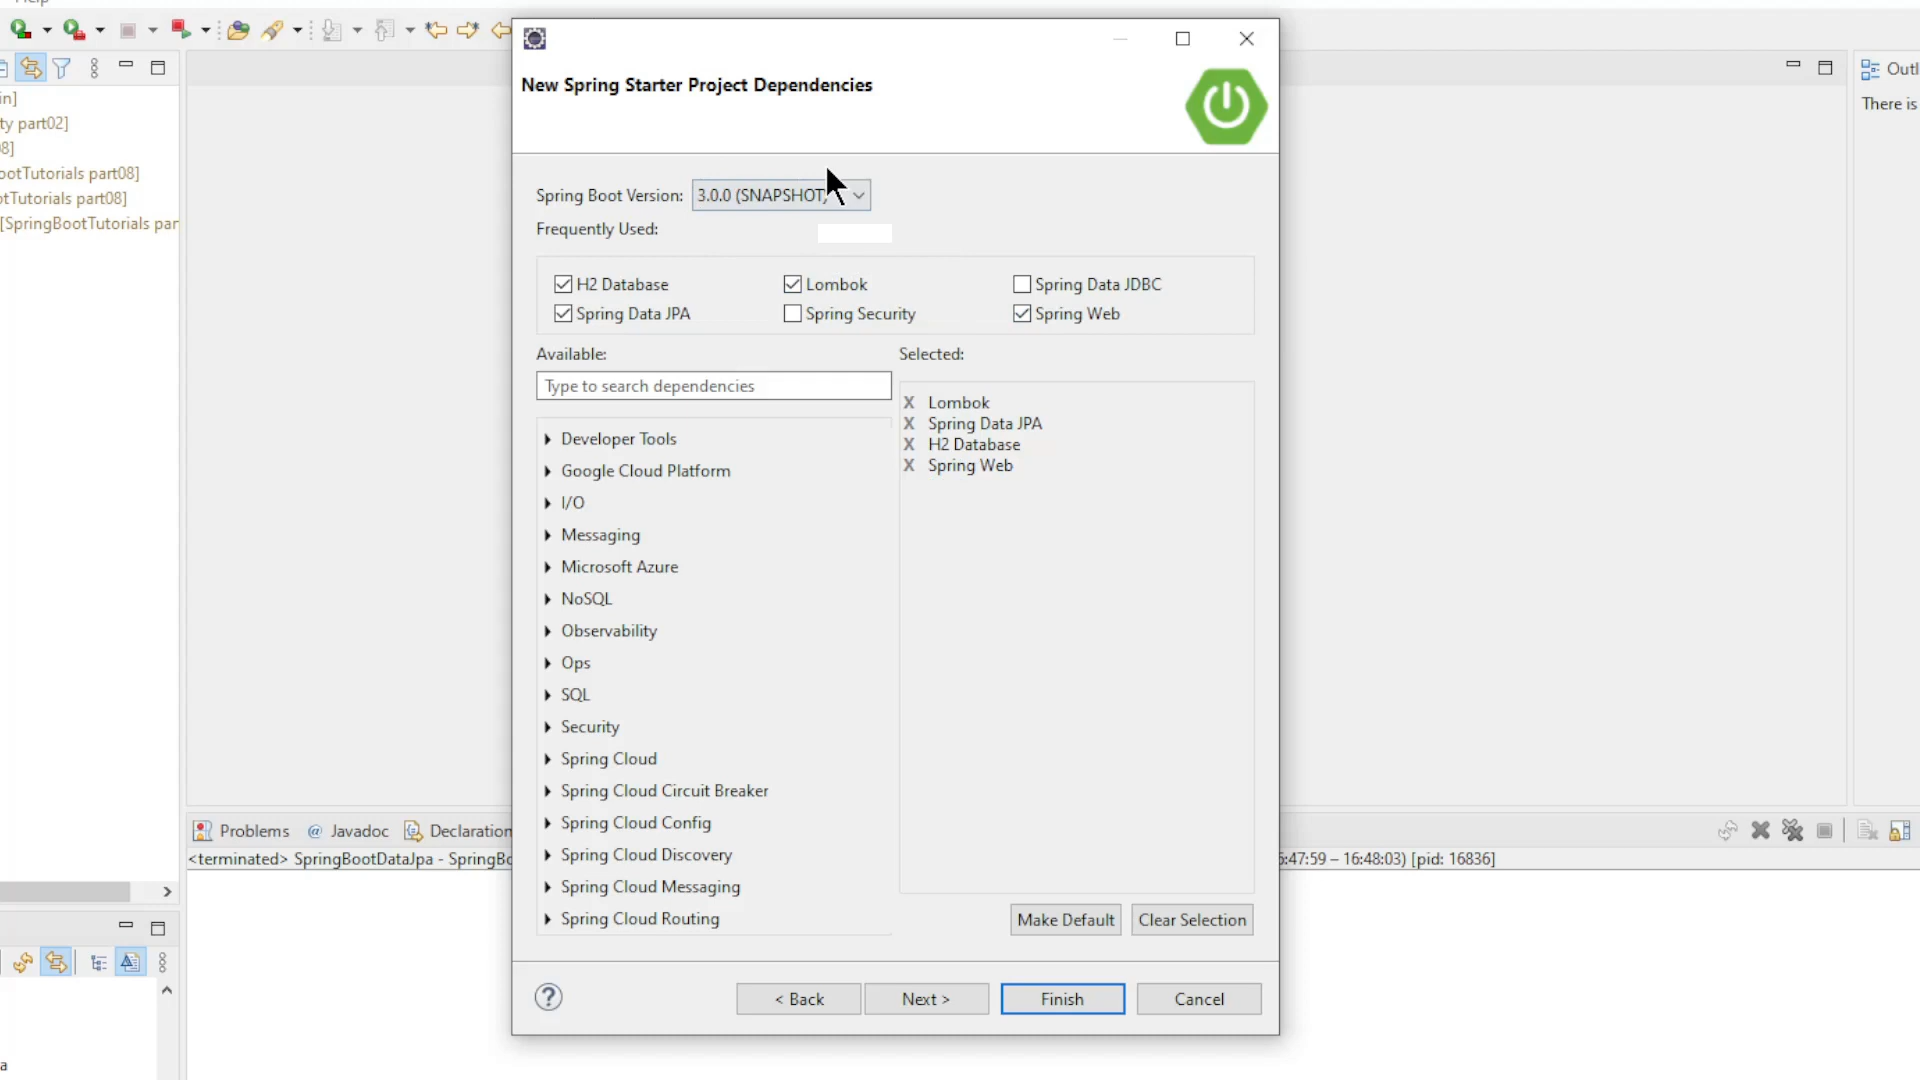 Help
New Spring Starter Project Dependencies
Outl
There is
in]
ty part02]
8]
ootTutorials part08]
otTutorials part08]
[SpringBootTutorials par
Spring Boot Version: 3.0.0 (SNAPSHOT)
Frequently Used:
H2 Database
Lombok
Spring Data JDBC
Spring Data JPA
Spring Security
Spring Web
Available:
Type to search dependencies
Developer Tools
Google Cloud Platform
I/O
Messaging
Microsoft Azure
NoSQL
Observability
Ops
SQL
Security
Spring Cloud
Spring Cloud Circuit Breaker
Spring Cloud Config
Spring Cloud Discovery
Spring Cloud Messaging
Spring Cloud Routing
Selected:
X Lombok
X Spring Data JPA
X H2 Database
X Spring Web
Make Default
Clear Selection
< Back
Next >
Finish
Cancel
Problems @ Javadoc Declaration
<terminated> SpringBootDataJpa - SpringBo
:47:59 – 16:48:03) [pid: 16836]
a